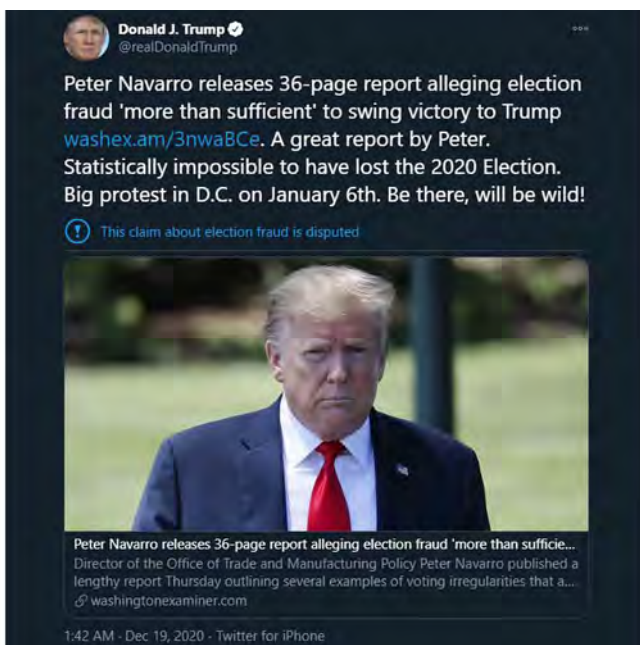 Donald J. Trump
@realDonaldTrump
Peter Navarro releases 36-page report alleging election
fraud 'more than sufficient' to swing victory to Trump
washex.am/3nwaBCe. A great report by Peter.
Statistically impossible to have lost the 2020 Election.
Big protest in D.C. on January 6th. Be there, will be wild!
This claim about election fraud is disputed
Peter Navarro releases 36-page report alleging election fraud 'more than sufficie...
Director of the Office of Trade and Manufacturing Policy Peter Navarro published a
lengthy report Thursday outlining several examples of voting irregularities that a...
washingtonexaminer.com
1:42 AM · Dec 19, 2020 · Twitter for iPhone